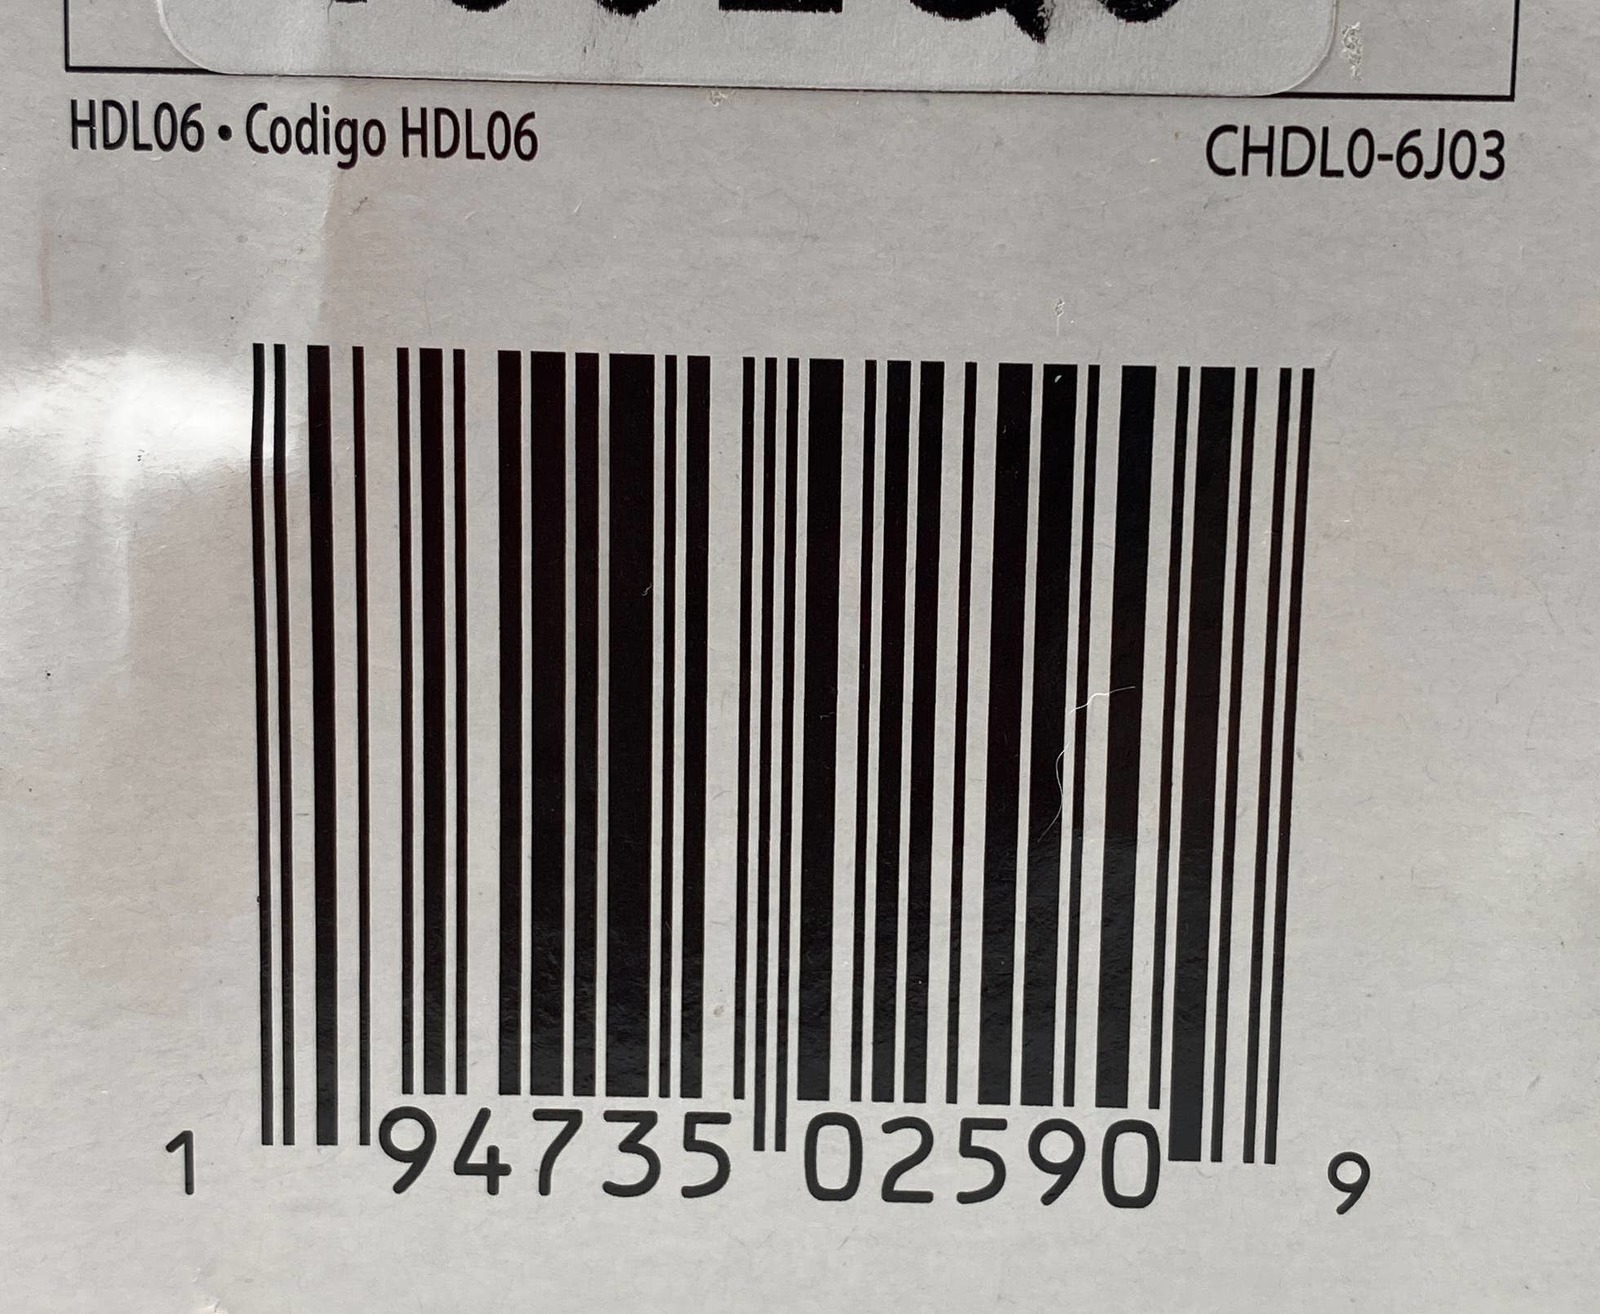 HDL06 • Codigo HDL06
CHDL0-6J03
1 94735 02590 9